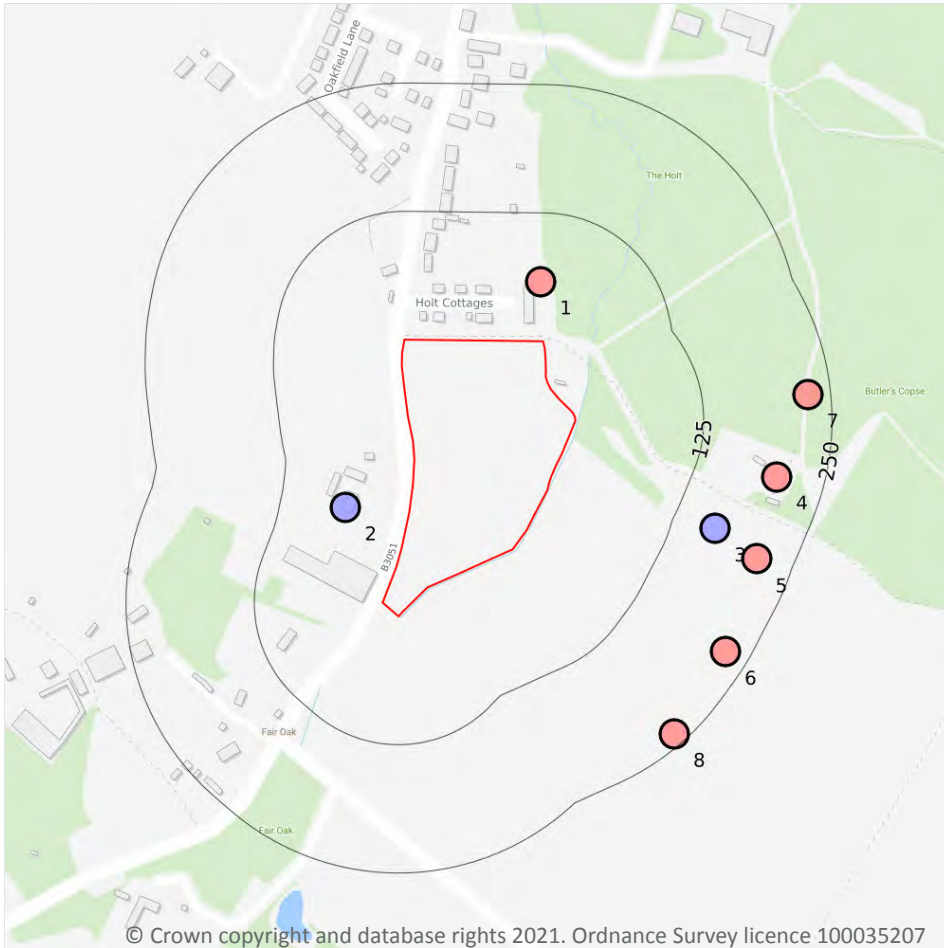 Oakfield Lane
The Holt
1
Holt Cottages
Butler's Copse
7
125
250
4
2
3
5
B3051
6
Fair Oak
8
Fair Oak
© Crown copyright and database rights 2021. Ordnance Survey licence 100035207